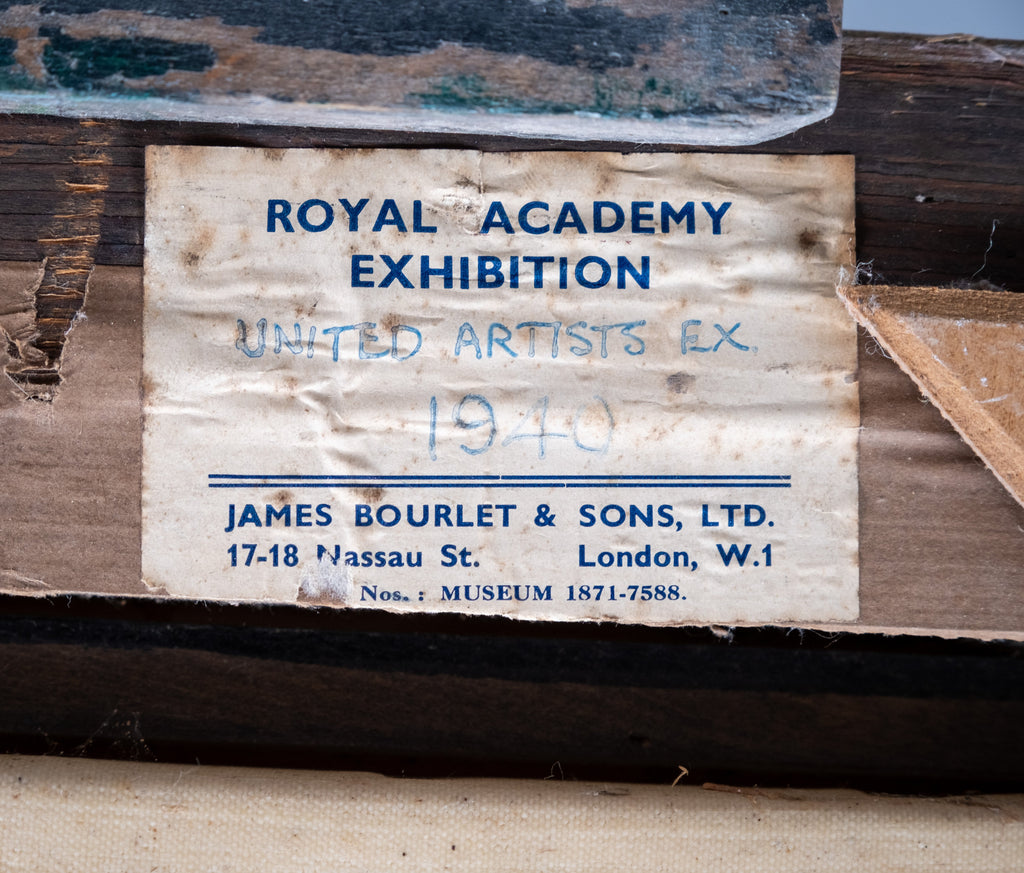 ROYAL ACADEMY
EXHIBITION
UNITED ARTISTS EX.
1940
JAMES BOURLET & SONS, LTD.
17-18 Nassau St. London, W.1
Nos. : MUSEUM 1871-7588.